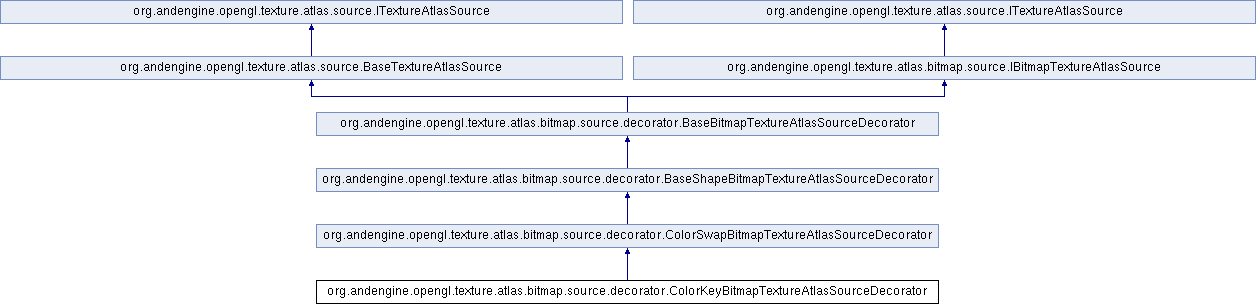 org.andengine.opengl.texture.atlas.source.ITextureAtlasSource
org.andengine.opengl.texture.atlas.source.ITextureAtlasSource
org.andengine.opengl.texture.atlas.source.BaseTextureAtlasSource
org.andengine.opengl.texture.atlas.bitmap.source.IBitmapTextureAtlasSource
org.andengine.opengl.texture.atlas.bitmap.source.decorator.BaseBitmapTextureAtlasSourceDecorator
org.andengine.opengl.texture.atlas.bitmap.source.decorator.BaseShapeBitmapTextureAtlasSourceDecorator
org.andengine.opengl.texture.atlas.bitmap.source.decorator.ColorSwapBitmapTextureAtlasSourceDecorator
org.andengine.opengl.texture.atlas.bitmap.source.decorator.ColorKeyBitmapTextureAtlasSourceDecorator